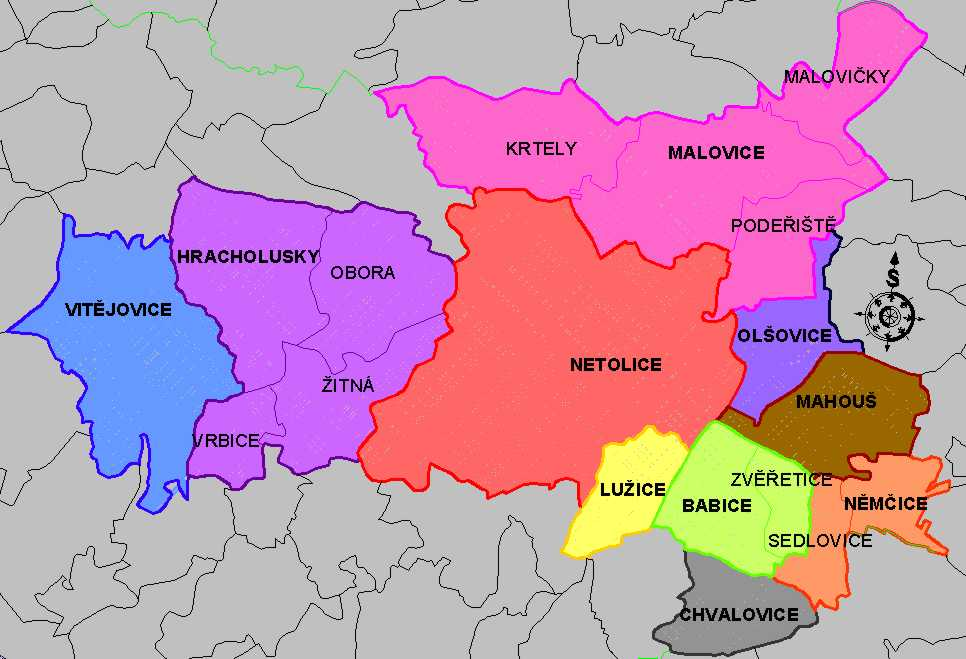 MALOVIČKY
KRTELY
MALOVICE
PODEŘIŠTĚ
HRACHOLUSKY
OBORA
S
VITĚJOVICE
OLŠOVICE
NETOLICE
ŽITNÁ
MAHOUŠ
VRBICE
ZVĚŘETICE
LUŽICE
BABICE
NĚMČICE
SEDLOVICE
CHVALOVICE